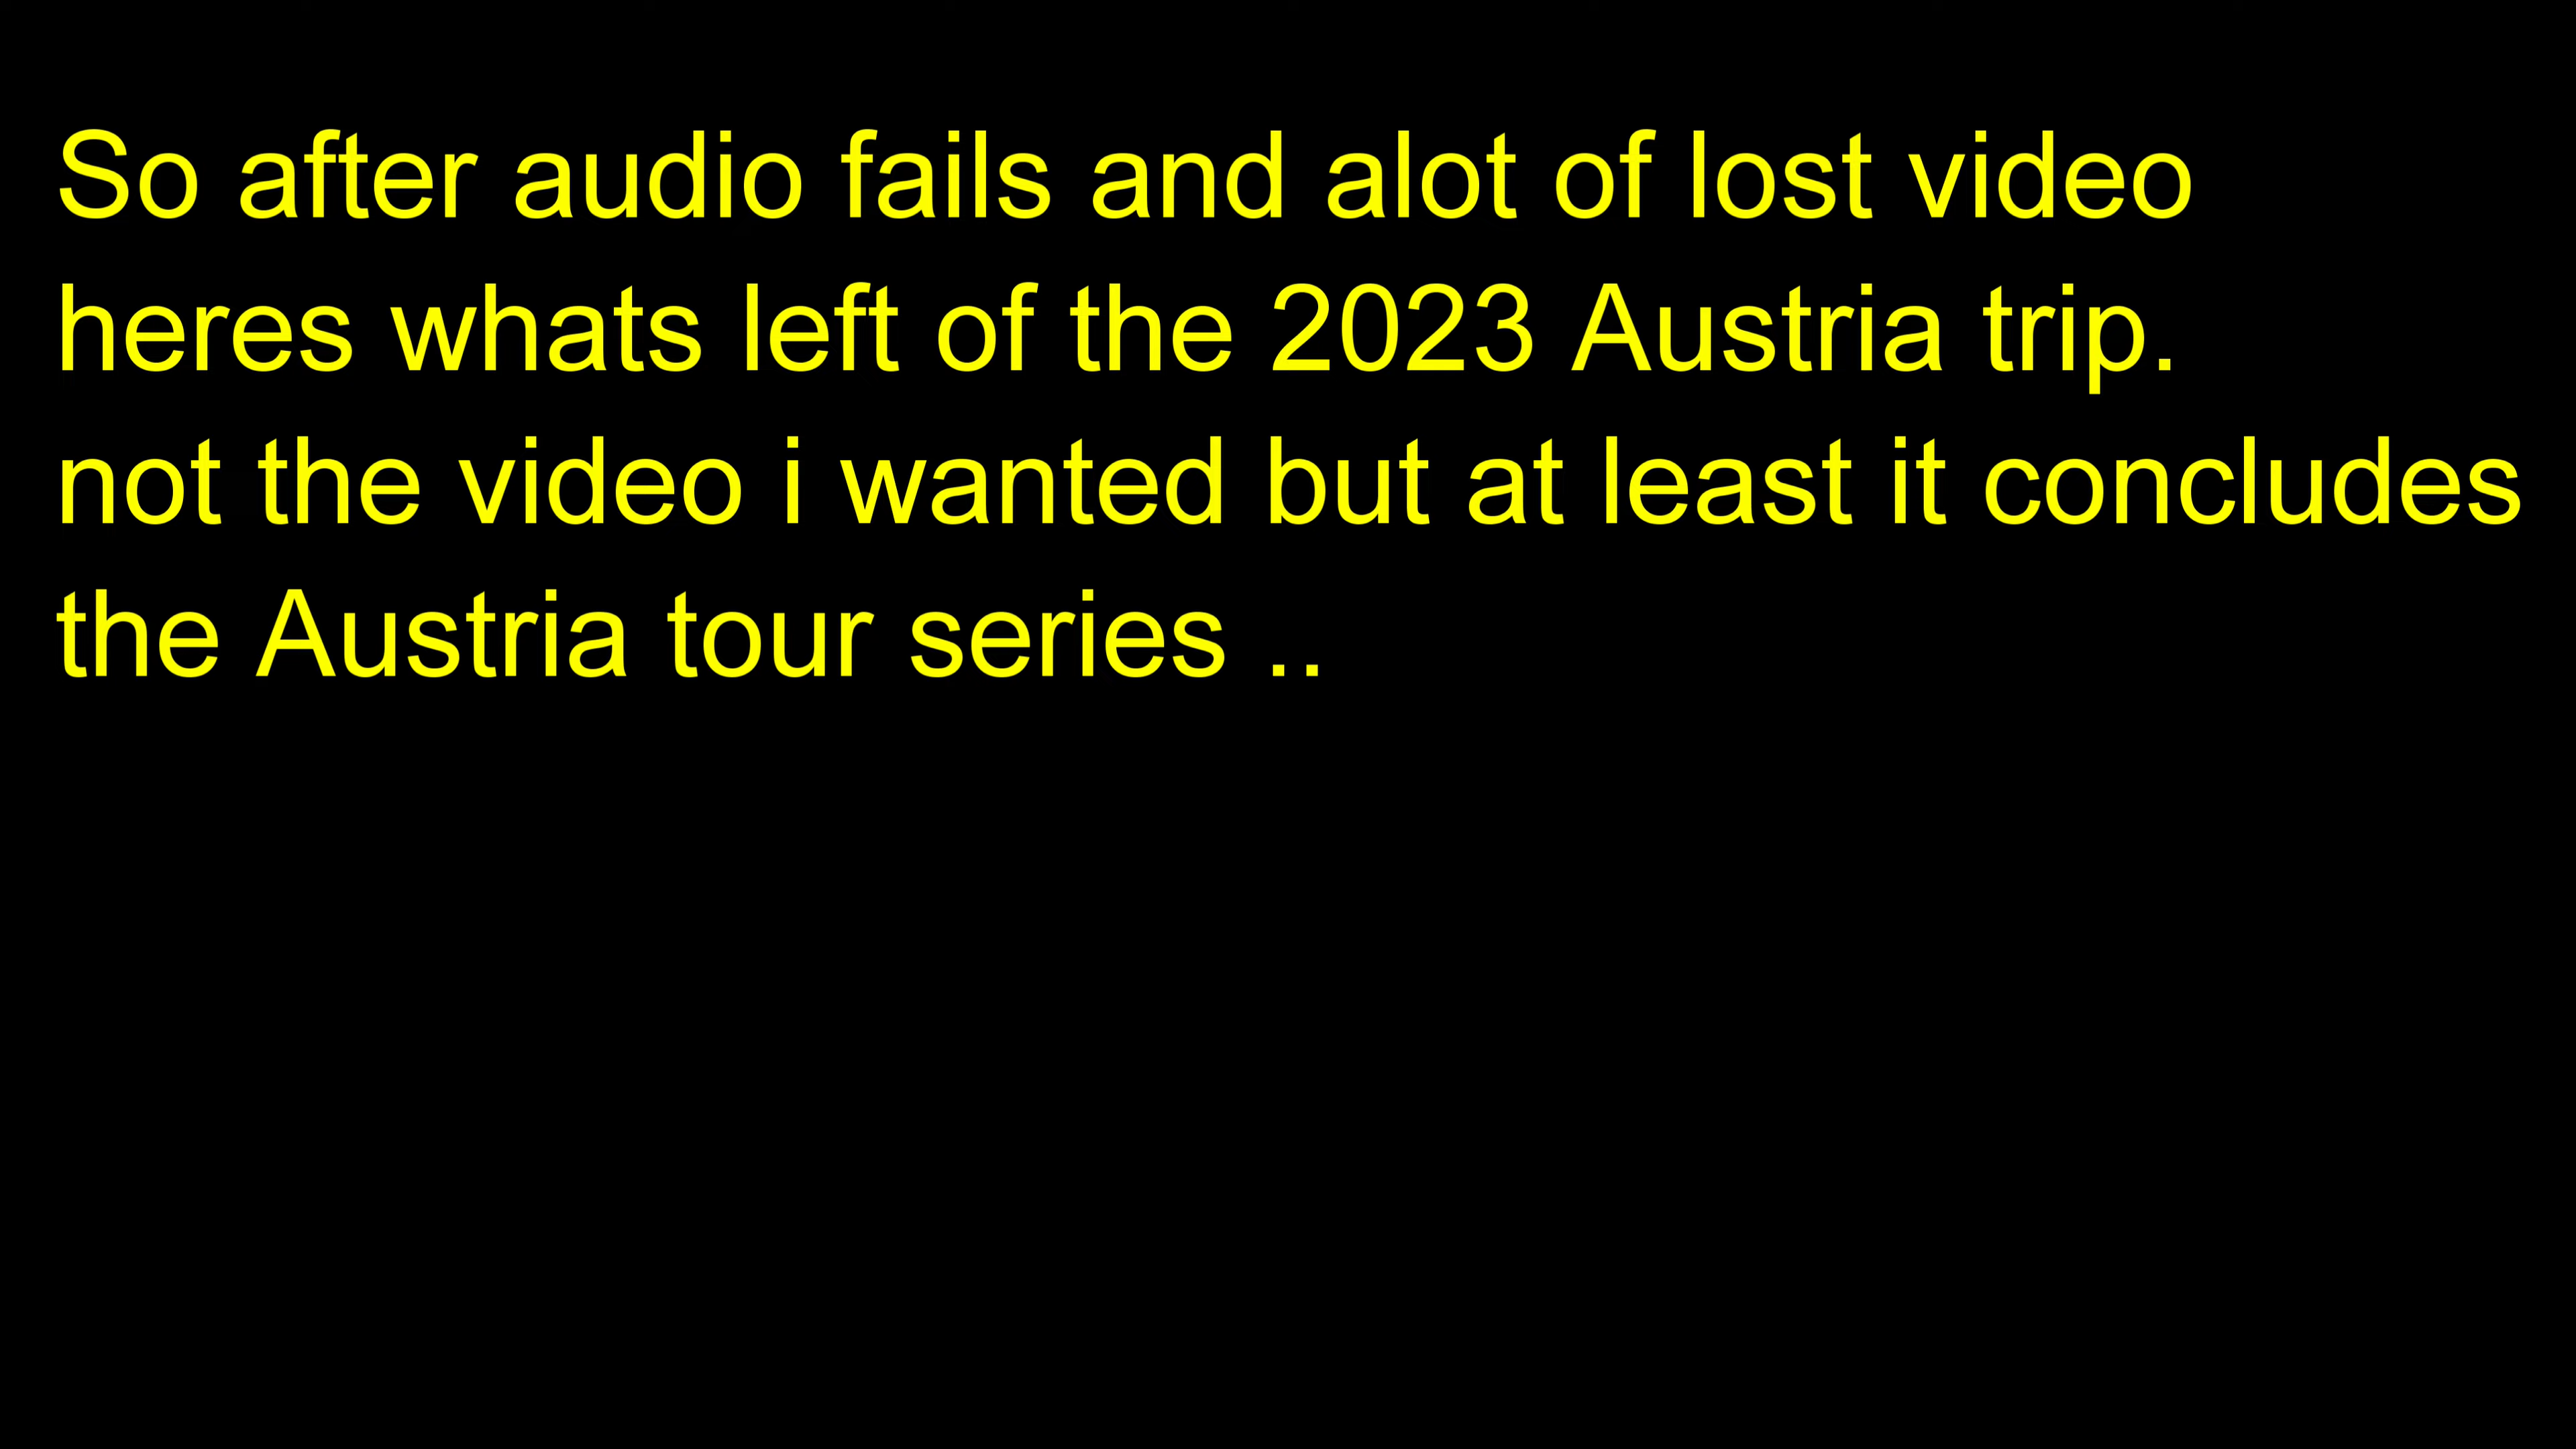 So after audio fails and alot of lost video
heres whats left of the 2023 Austria trip.
not the video i wanted but at least it concludes
the Austria tour series ..